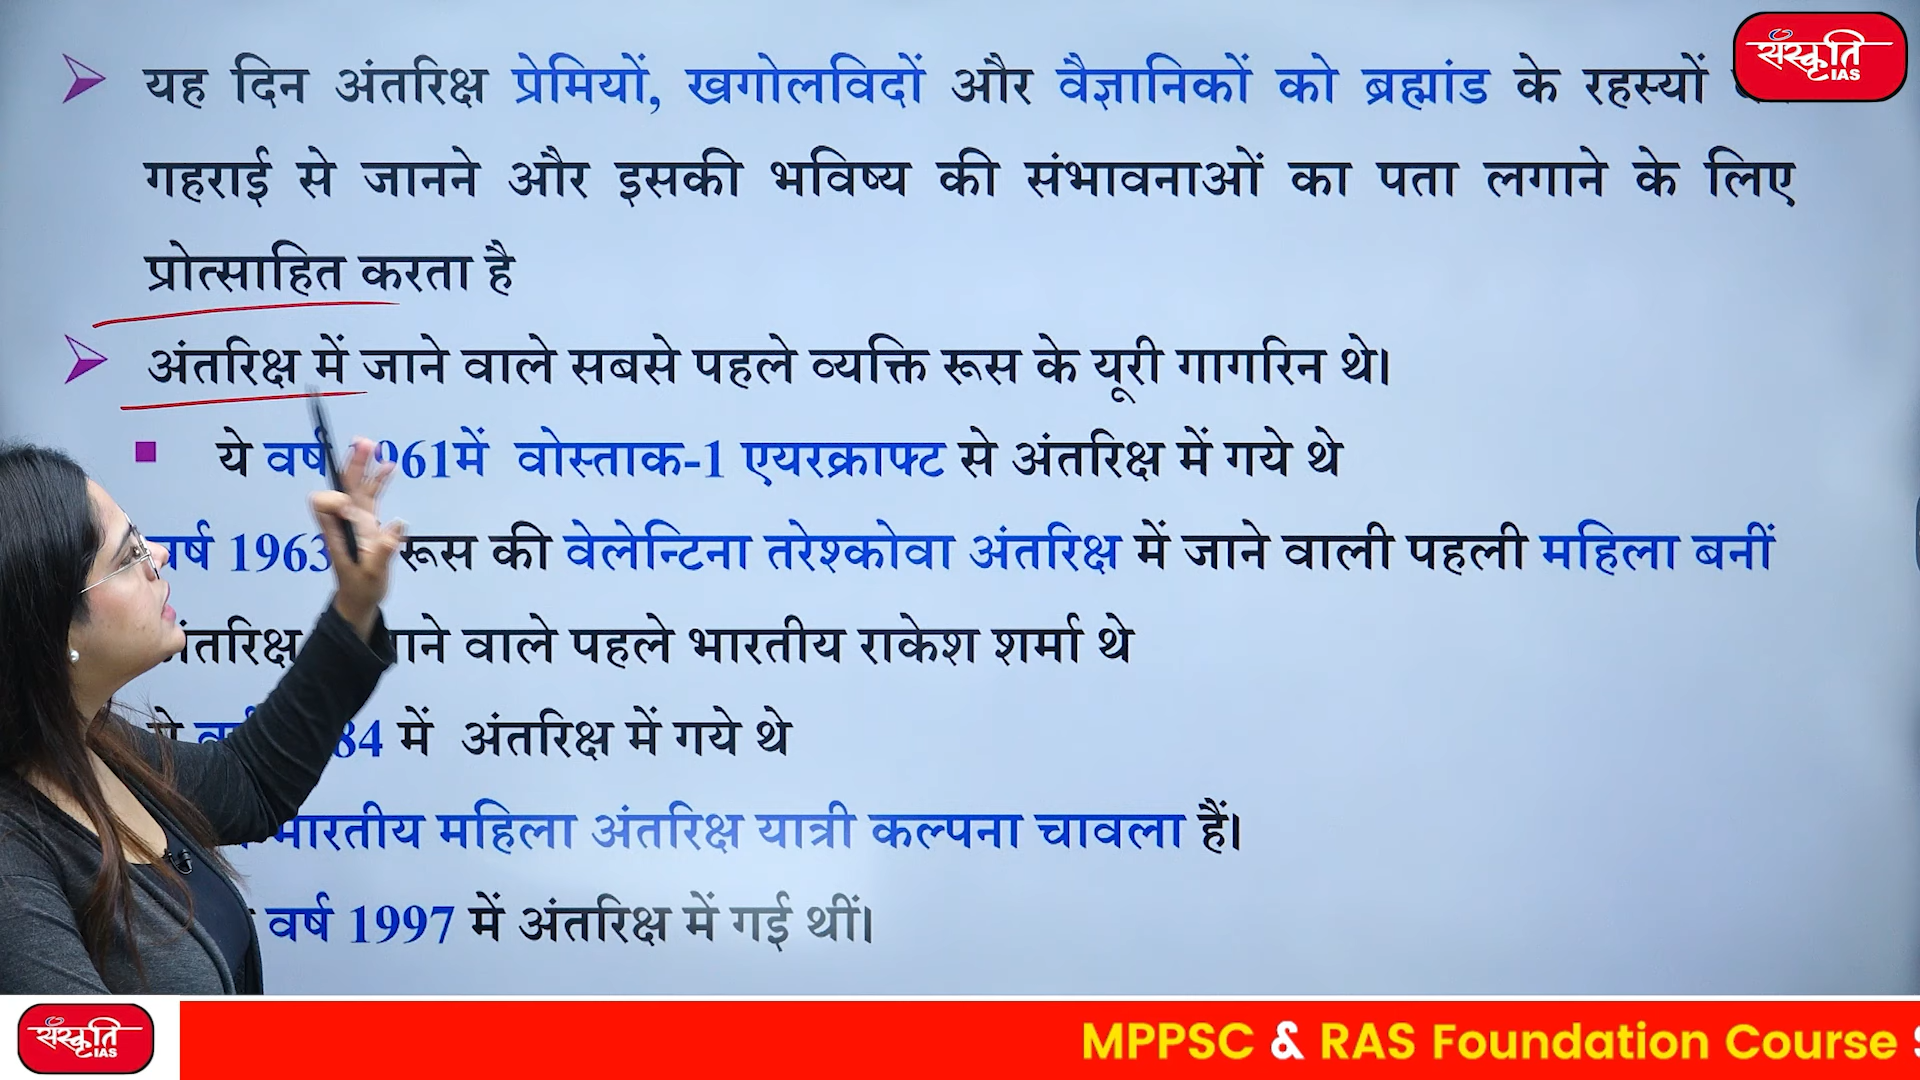 यह दिन अंतरिक्ष प्रेमियों, खगोलविदों और वैज्ञानिकों को ब्रह्मांड के रहस्यों
संस्कृति IAS
गहराई से जानने और इसकी भविष्य की संभावनाओं का पता लगाने के लिए
प्रोत्साहित करता है
अंतरिक्ष में जाने वाले सबसे पहले व्यक्ति रूस के यूरी गागरिन थे।
ये वर्ष 1961में वोस्ताक-1 एयरक्राफ्ट से अंतरिक्ष में गये थे
वर्ष 1963 रूस की वेलेन्टिना तरेश्कोवा अंतरिक्ष में जाने वाली पहली महिला बनीं
अंतरिक्ष जाने वाले पहले भारतीय राकेश शर्मा थे
84 में अंतरिक्ष में गये थे
भारतीय महिला अंतरिक्ष यात्री कल्पना चावला हैं।
वर्ष 1997 में अंतरिक्ष में गई थीं।
संस्कृति IAS
MPPSC & RAS Foundation Course